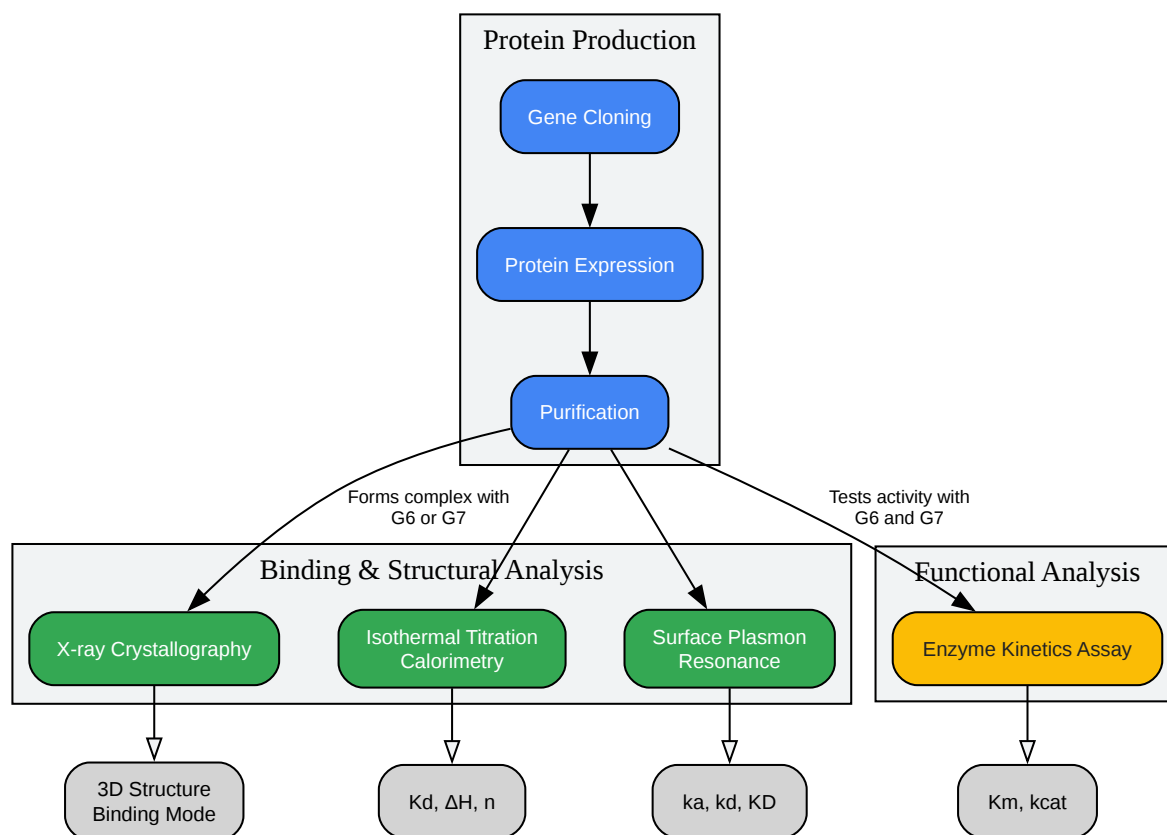 Protein Production
Gene Cloning
Protein Expression
Purification
Forms complex with
G6 or G7
Tests activity with
G6 and G7
Binding & Structural Analysis
Functional Analysis
X-ray Crystallography
Isothermal Titration
Calorimetry
Surface Plasmon
Resonance
Enzyme Kinetics Assay
3D Structure
Binding Mode
Kd, ΔH, n
ka, kd, KD
Km, kcat